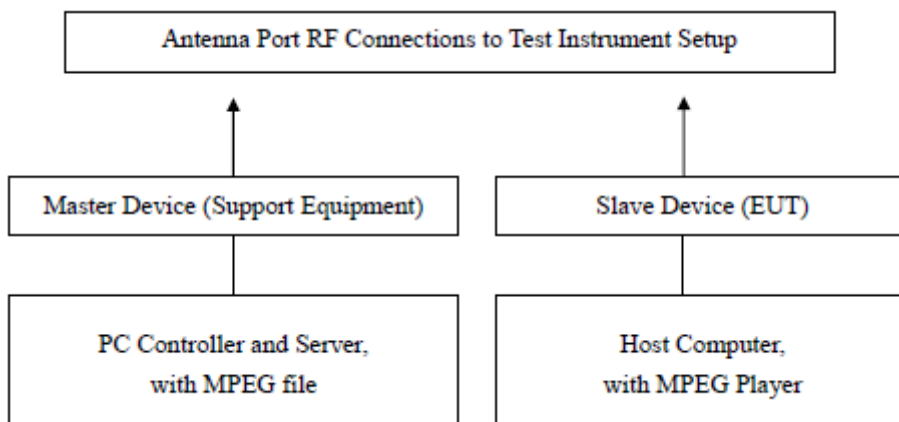 Antenna Port RF Connections to Test Instrument Setup
Master Device (Support Equipment)
Slave Device (EUT)
PC Controller and Server,
with MPEG file
Host Computer,
with MPEG Player